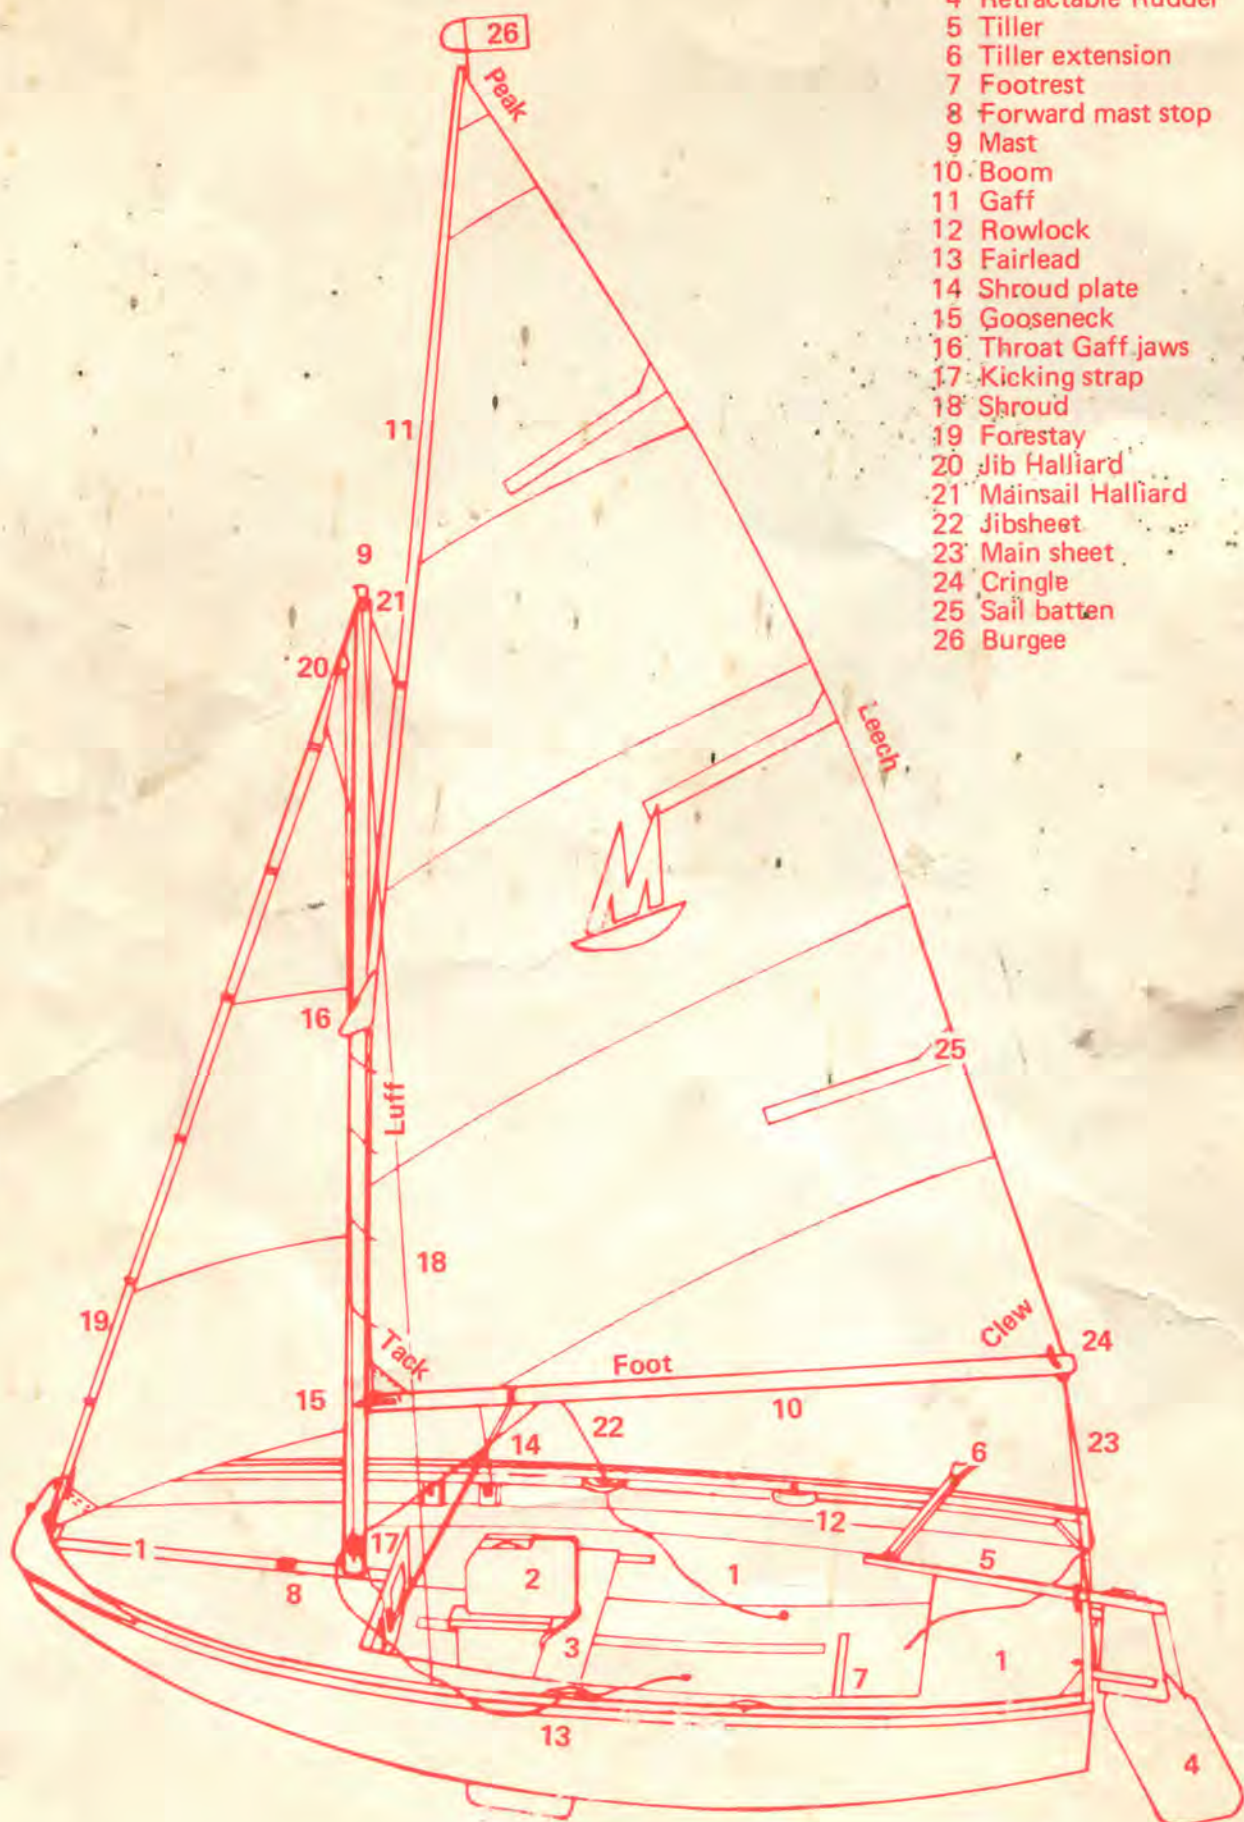 4 Retractable Rudder
5 Tiller
6 Tiller extension
7 Footrest
8 Forward mast stop
9 Mast
10 Boom
11 Gaff
12 Rowlock
13 Fairlead
14 Shroud plate
15 Gooseneck
16 Throat Gaff jaws
17 Kicking strap
18 Shroud
19 Forestay
20 Jib Halliard
21 Mainsail Halliard
22 Jibsheet
23 Main sheet
24 Cringle
25 Sail batten
26 Burgee
26
Peak
11
9
21
20
Leech
M
16
25
Luff
18
19
Tack
Foot
Clew
24
15
10
22
14
23
6
12
17
1
5
8
2
1
3
7
1
13
4